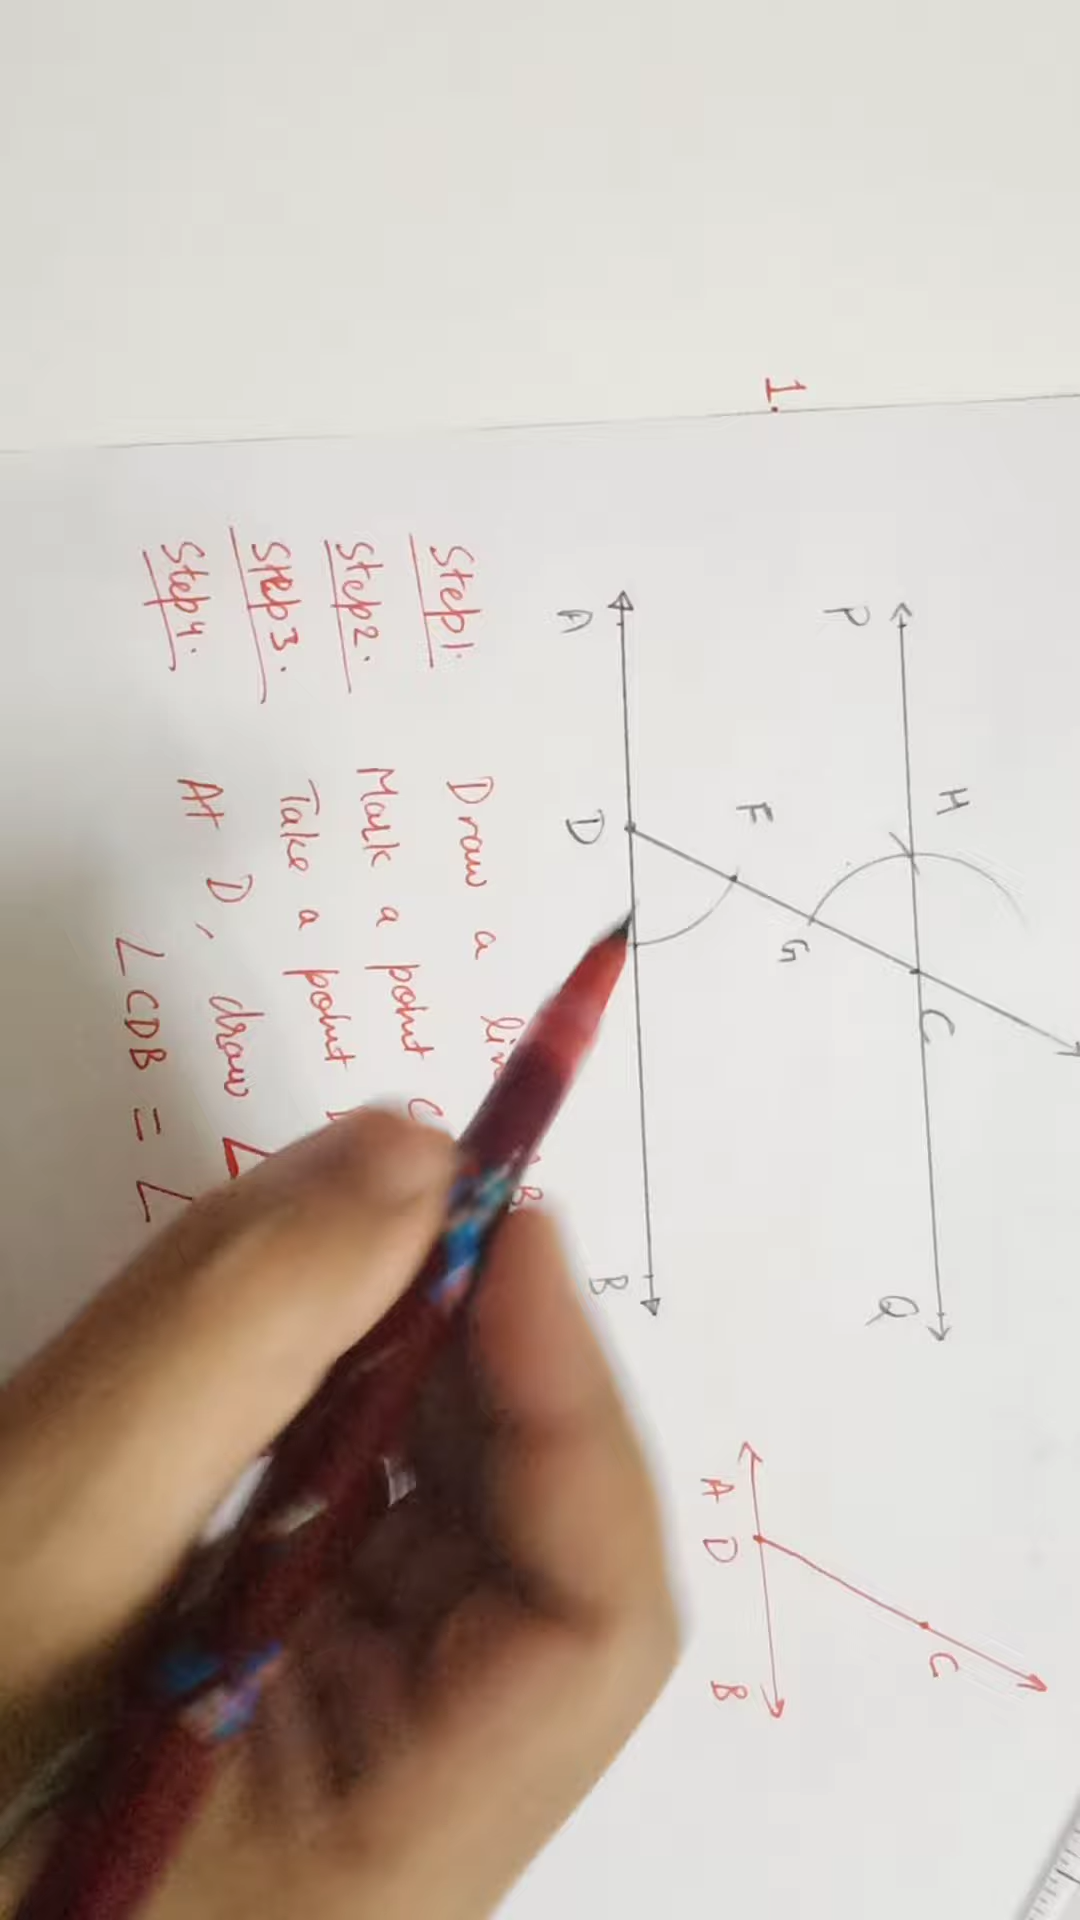 1.
P
H
C
Q
F
G
A
D
B
A
D
B
C
Step1. Draw a
Step2. Mark a point C
Step3. Take a point
Step4. At D, draw ∠
∠CDB = ∠